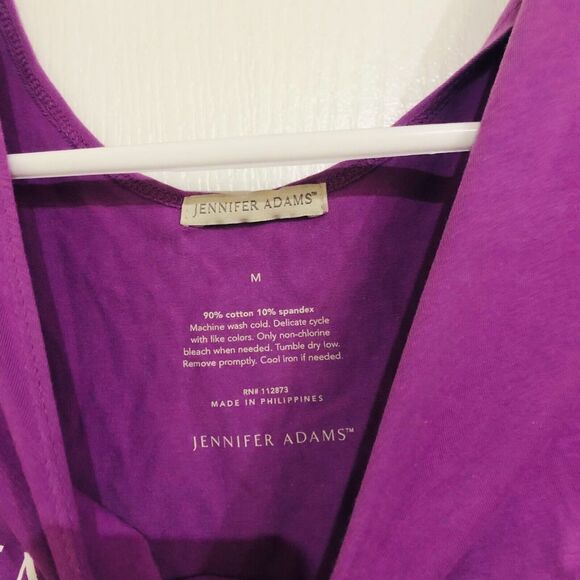 JENNIFER ADAMS™
M
90% cotton 10% spandex
Machine wash cold. Delicate cycle
with like colors. Only non-chlorine
bleach when needed. Tumble dry low.
Remove promptly. Cool iron if needed.
RN# 112873
MADE IN PHILIPPINES
JENNIFER ADAMS™